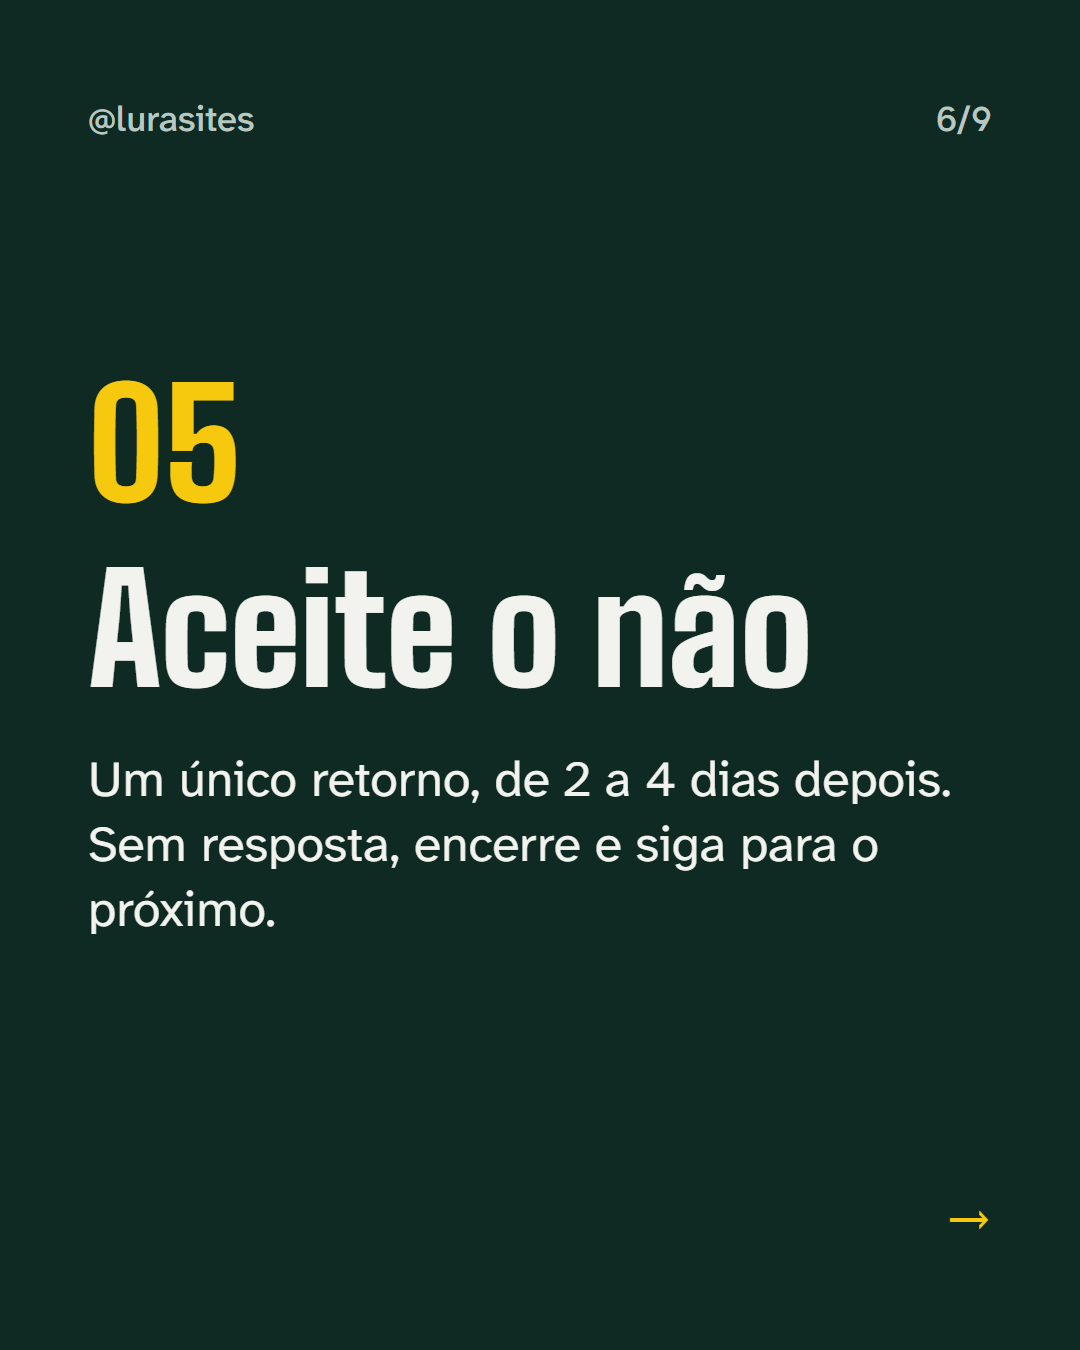 @lurasites
6/9
05
Aceite o não
Um único retorno, de 2 a 4 dias depois.
Sem resposta, encerre e siga para o
próximo.
→